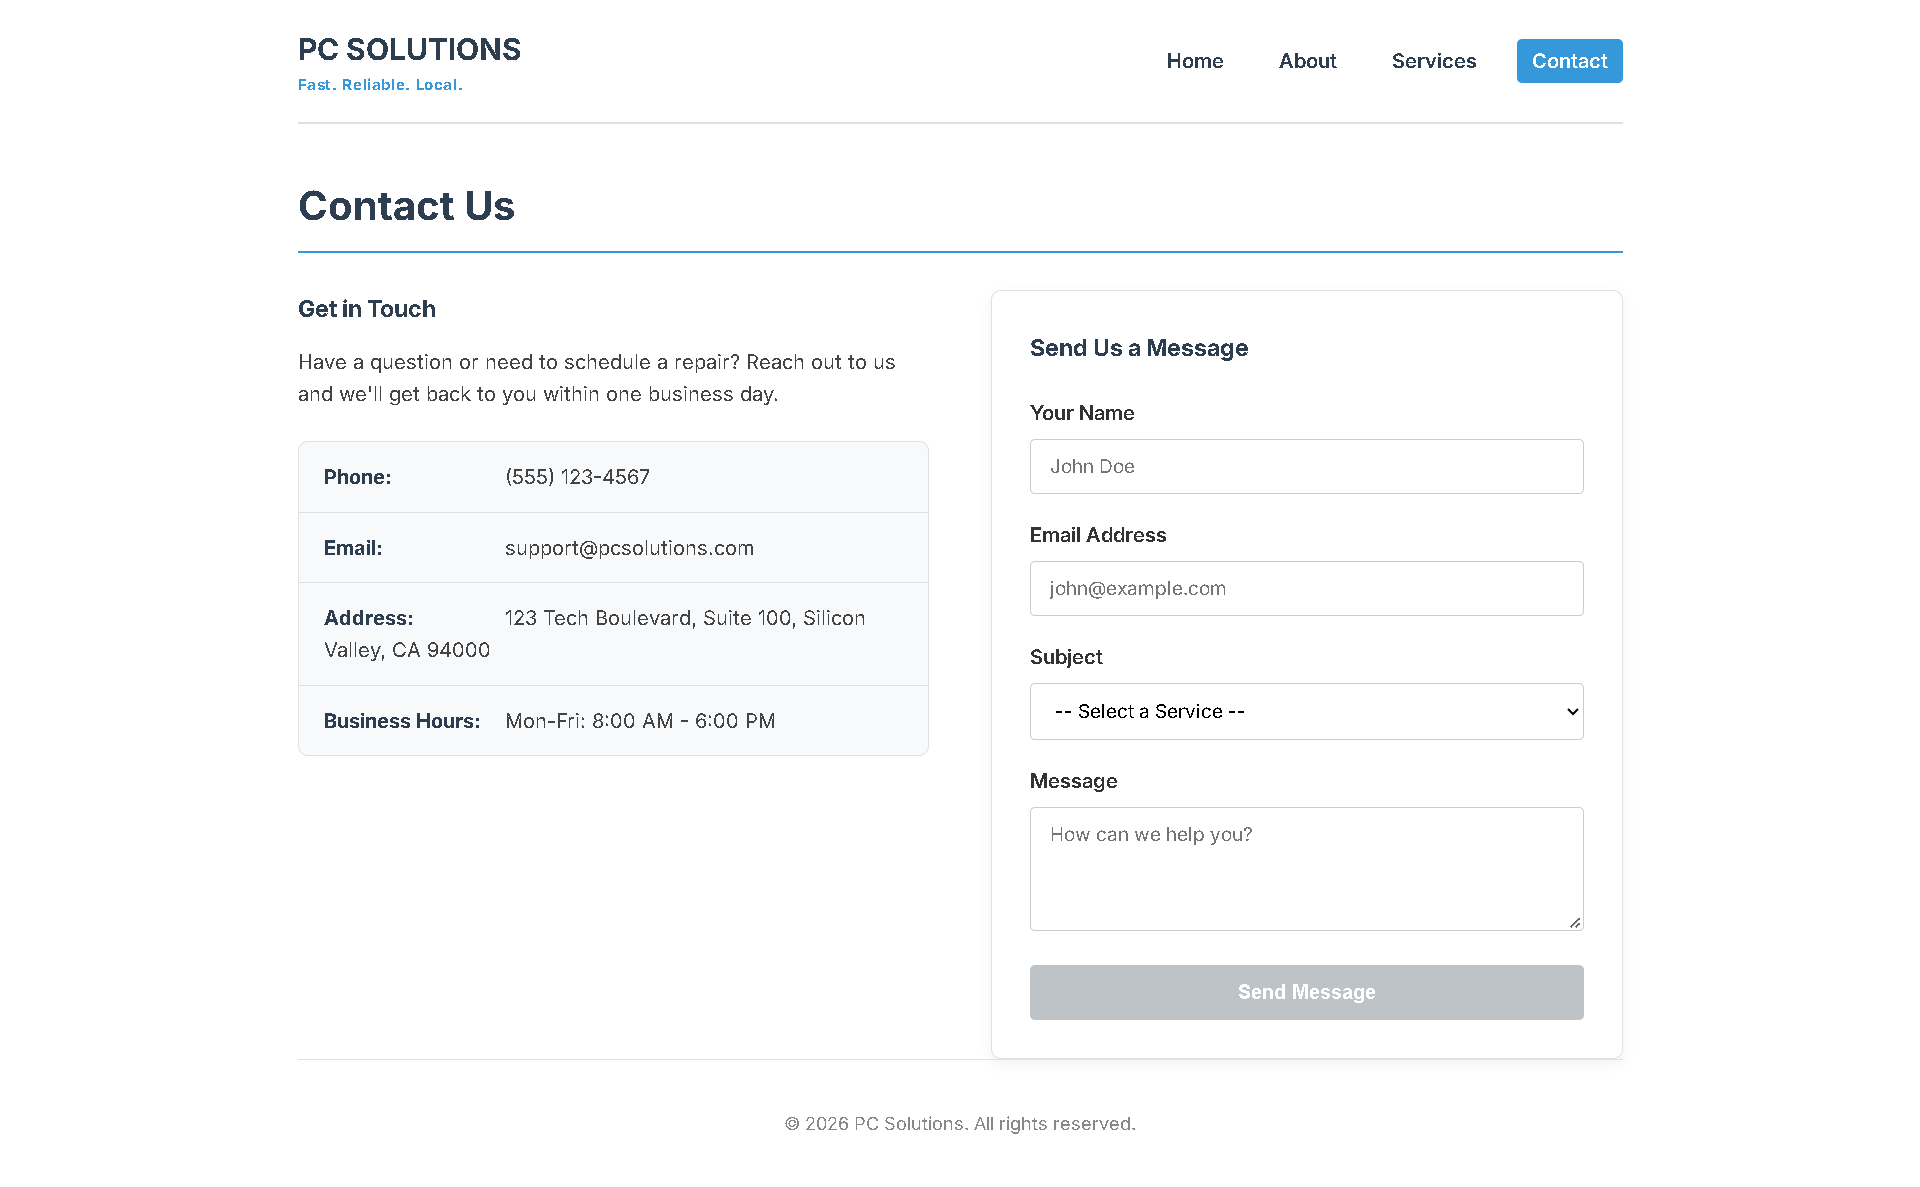 PC SOLUTIONS
Fast. Reliable. Local.
Home About Services Contact
Contact Us
Get in Touch
Have a question or need to schedule a repair? Reach out to us
and we'll get back to you within one business day.
Phone: (555) 123-4567
Email: support@pcsolutions.com
Address: 123 Tech Boulevard, Suite 100, Silicon
Valley, CA 94000
Business Hours: Mon-Fri: 8:00 AM - 6:00 PM
Send Us a Message
Your Name
John Doe
Email Address
john@example.com
Subject
-- Select a Service --
Message
How can we help you?
Send Message
© 2026 PC Solutions. All rights reserved.